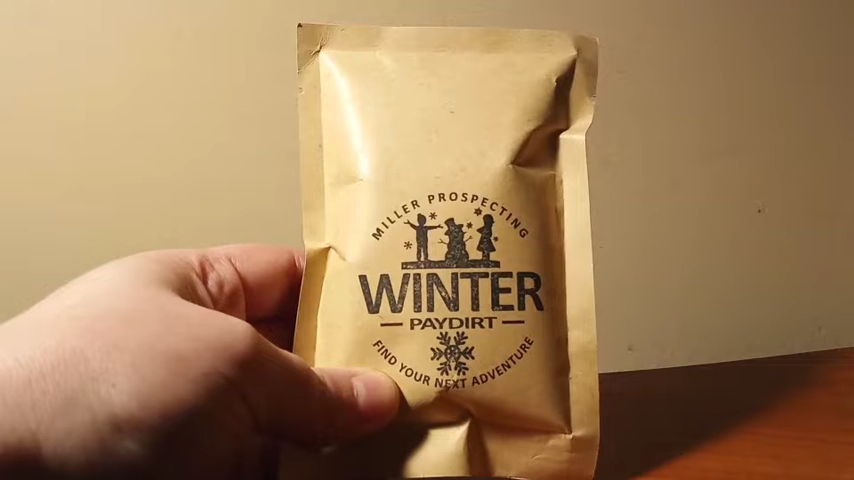 MILLER PROSPECTING
WINTER
PAYDIRT
FIND YOUR NEXT ADVENTURE